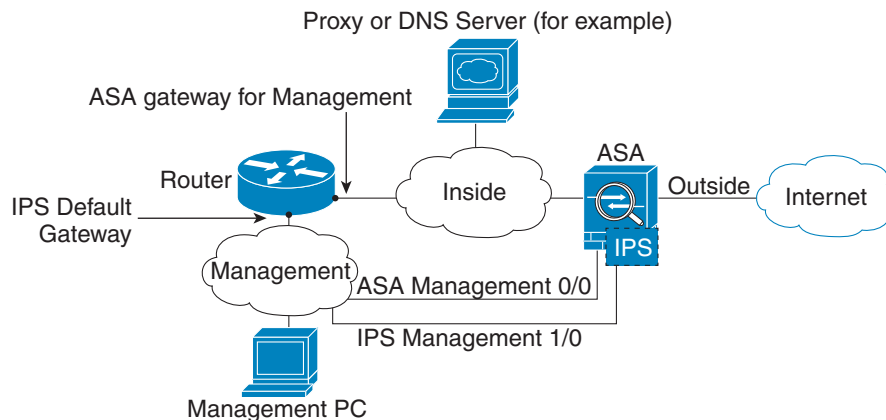 Proxy or DNS Server (for example)
ASA gateway for Management
ASA
Router
Inside
Outside
Internet
IPS Default
Gateway
IPS
Management
ASA Management 0/0
IPS Management 1/0
Management PC